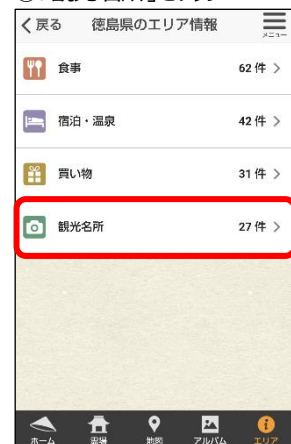 く戻る 徳島県のエリア情報 メニュー
食事 62 件 >
宿泊・温泉 42 件 >
買い物 31 件 >
観光名所 27 件 >
ホーム 霊場 地図 アルバム エリア